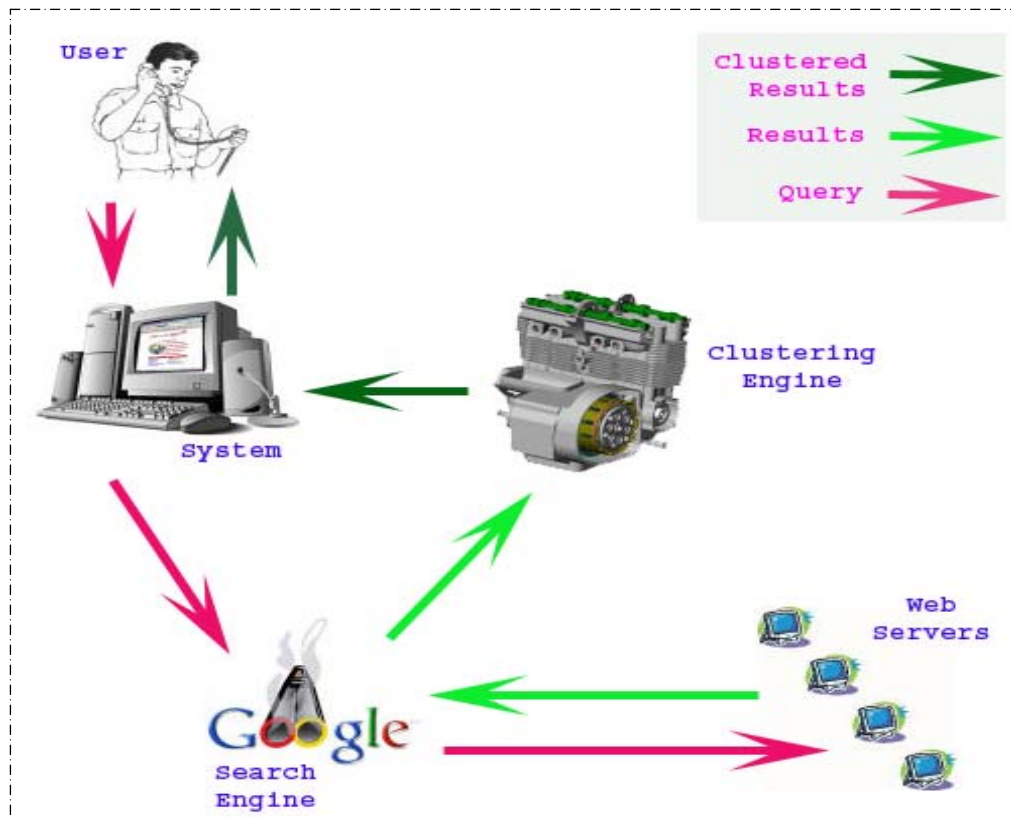 User
Clustered
Results
Results
Query
Clustering
Engine
System
Web
Servers
Google
Search
Engine